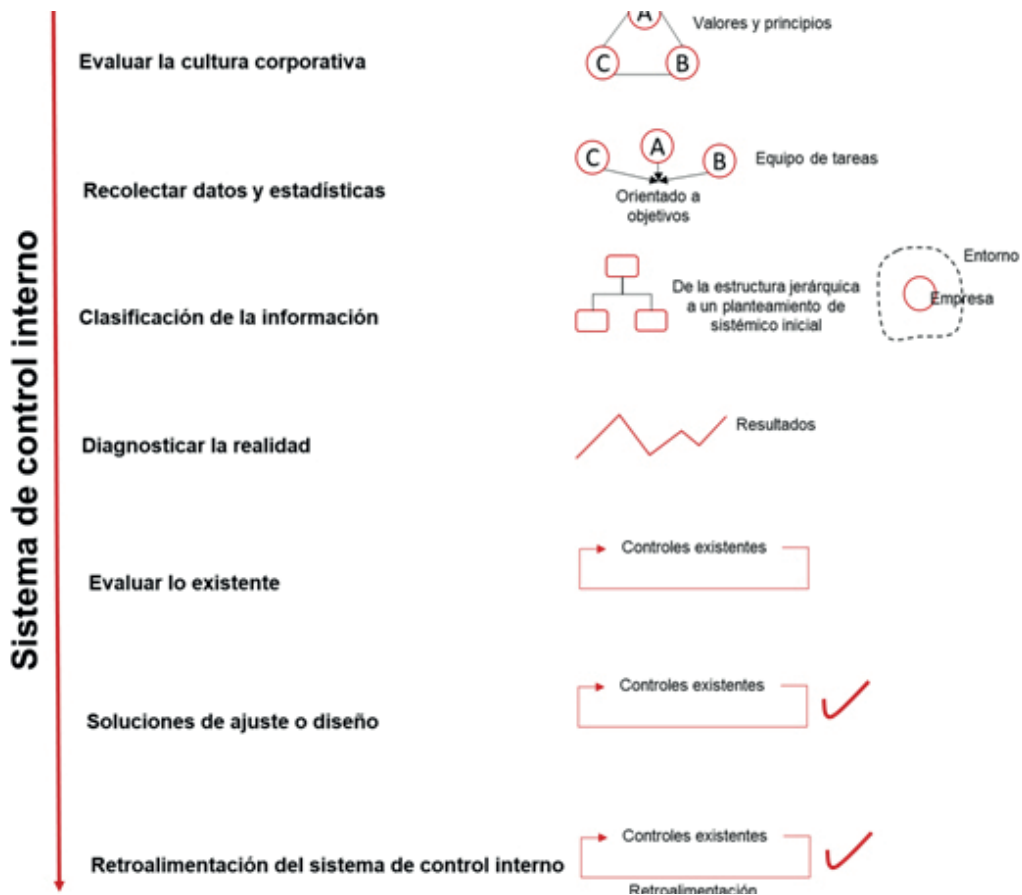 Sistema de control interno
A
Valores y principios
Evaluar la cultura corporativa
C
B
Recolectar datos y estadísticas
C
A
B
Equipo de tareas
Orientado a
objetivos
Clasificación de la información
De la estructura jerárquica
a un planteamiento de
sistémico inicial
Entorno
Empresa
Diagnosticar la realidad
Resultados
Evaluar lo existente
Controles existentes
Soluciones de ajuste o diseño
Controles existentes
Retroalimentación del sistema de control interno
Controles existentes
Retroalimentación